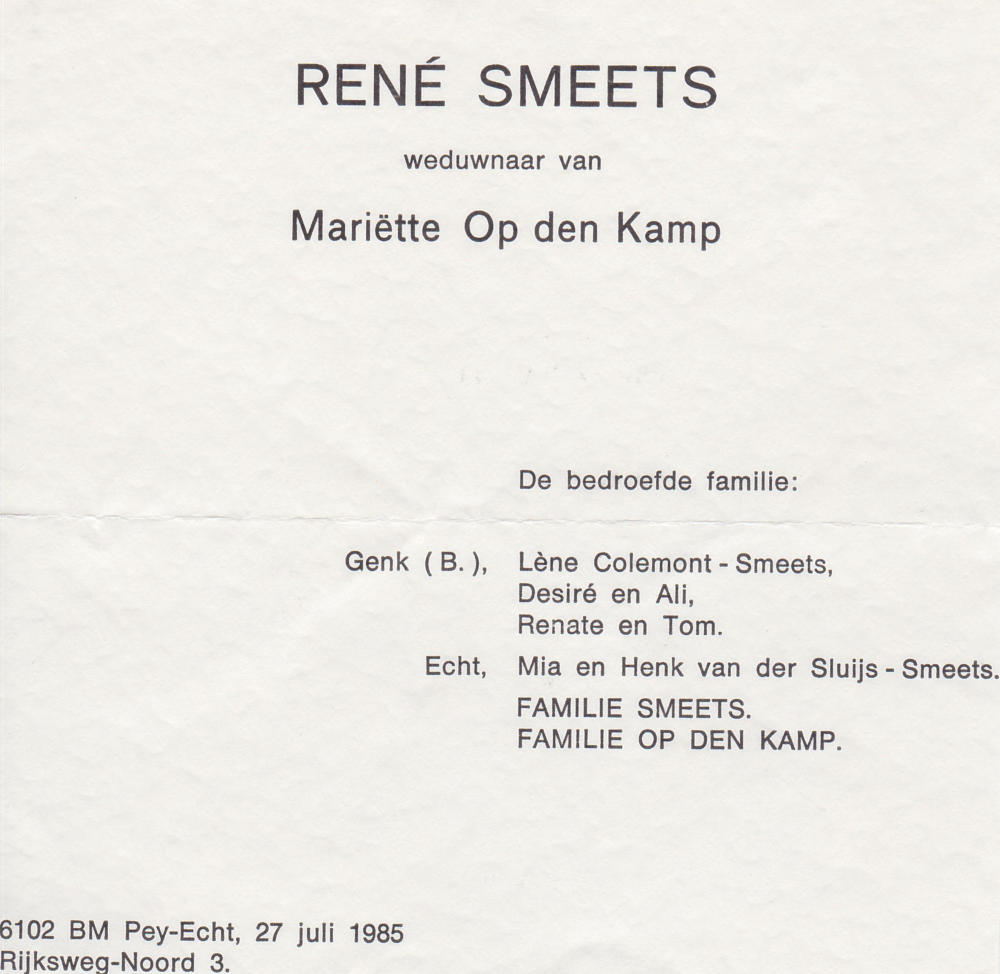 RENÉ SMEETS
weduwnaar van
Mariëtte Op den Kamp
De bedroefde familie:
Genk ( B. ), Lène Colemont - Smeets,
Desiré en Ali,
Renate en Tom.
Echt, Mia en Henk van der Sluijs - Smeets.
FAMILIE SMEETS.
FAMILIE OP DEN KAMP.
6102 BM Pey-Echt, 27 juli 1985
Rijksweg-Noord 3.